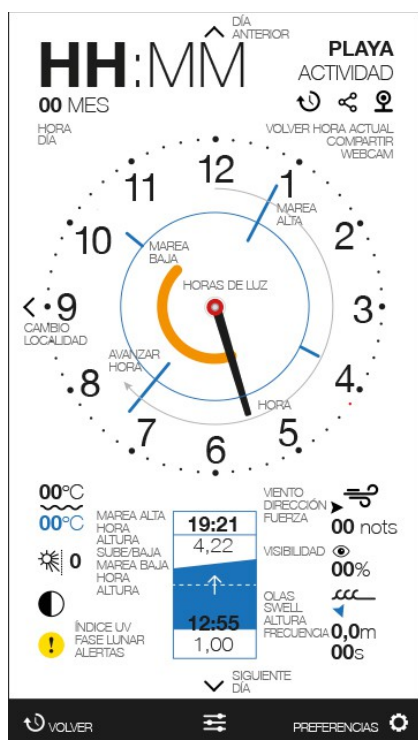 DÍA
ANTERIOR
HH:MM
PLAYA
ACTIVIDAD
00 MES
HORA
DÍA
VOLVER HORA ACTUAL
COMPARTIR
WEBCAM
12
11
1
MAREA
ALTA
10
2
MAREA
BAJA
HORAS DE LUZ
9
3
CAMBIO
LOCALIDAD
AVANZAR
HORA
8
4
HORA
7
5
6
00°C
00°C
MAREA ALTA
HORA
ALTURA
SUBE/BAJA
MAREA BAJA
HORA
ALTURA
0
ÍNDICE UV
FASE LUNAR
ALERTAS
!
19:21
4,22
12:55
1,00
VIENTO
DIRECCIÓN
FUERZA
00 nots
VISIBILIDAD
00%
OLAS
SWELL
ALTURA
FRECUENCIA
0,0m
00s
SIGUIENTE
DÍA
VOLVER
PREFERENCIAS